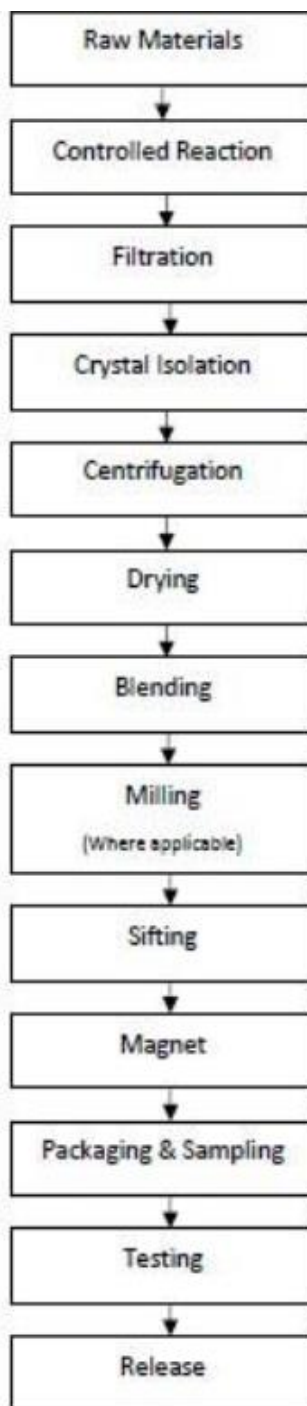 Raw Materials
Controlled Reaction
Filtration
Crystal Isolation
Centrifugation
Drying
Blending
Milling
(Where applicable)
Sifting
Magnet
Packaging & Sampling
Testing
Release